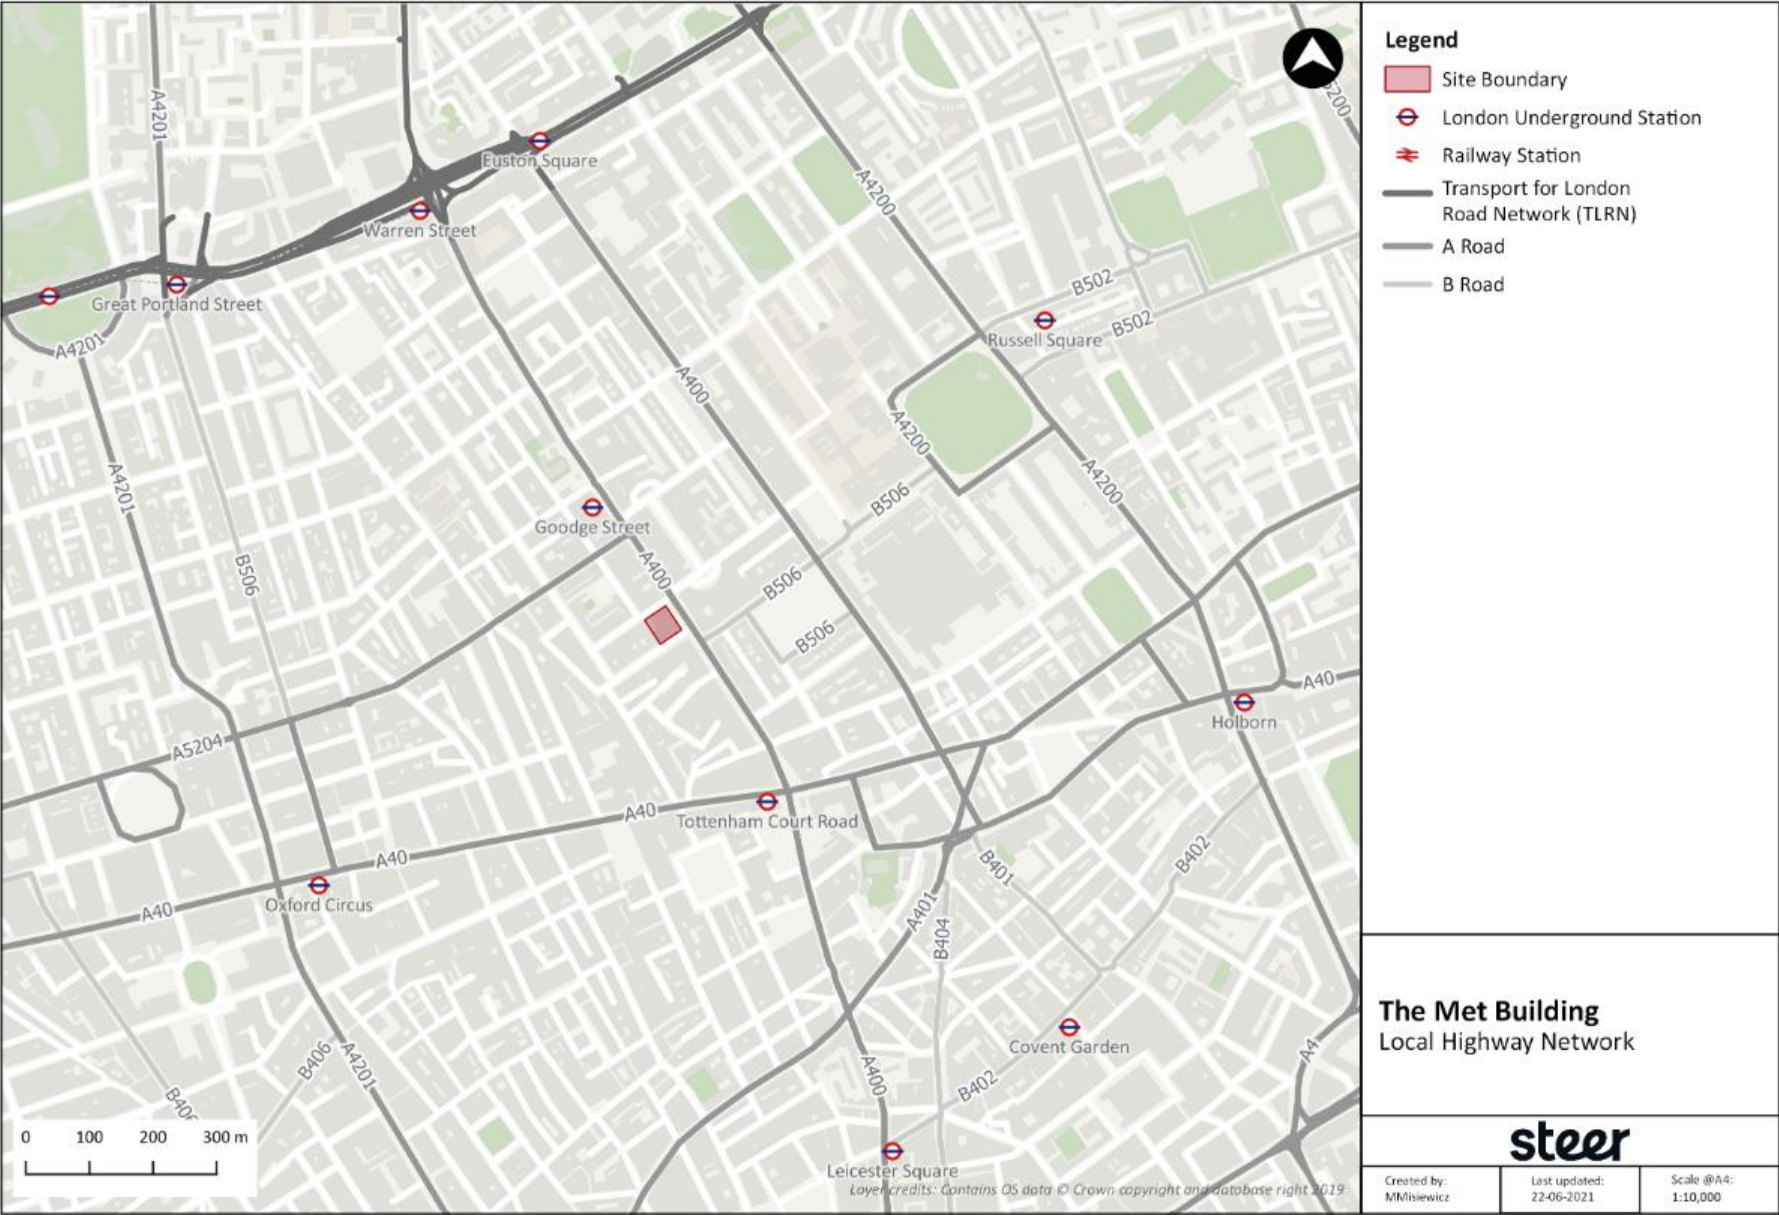 A4201
Euston Square
Warren Street
Great Portland Street
A4201
A4200
B502
B502
Russell Square
A400
A4200
A4200
A4201
B506
Goodge Street
A400
B506
B506
B506
A5204
A40
A40
A40
A40
Tottenham Court Road
Oxford Circus
Holborn
B401
B402
A401
B404
Covent Garden
B402
A400
B406
A4201
A4
Leicester Square
0 100 200 300 m
Layer credits: Contains OS data © Crown copyright and database right 2019
Legend
Site Boundary
London Underground Station
Railway Station
Transport for London
Road Network (TLRN)
A Road
B Road
The Met Building
Local Highway Network
steer
Created by:
MMisiewicz
Last updated:
22-06-2021
Scale @A4:
1:10,000